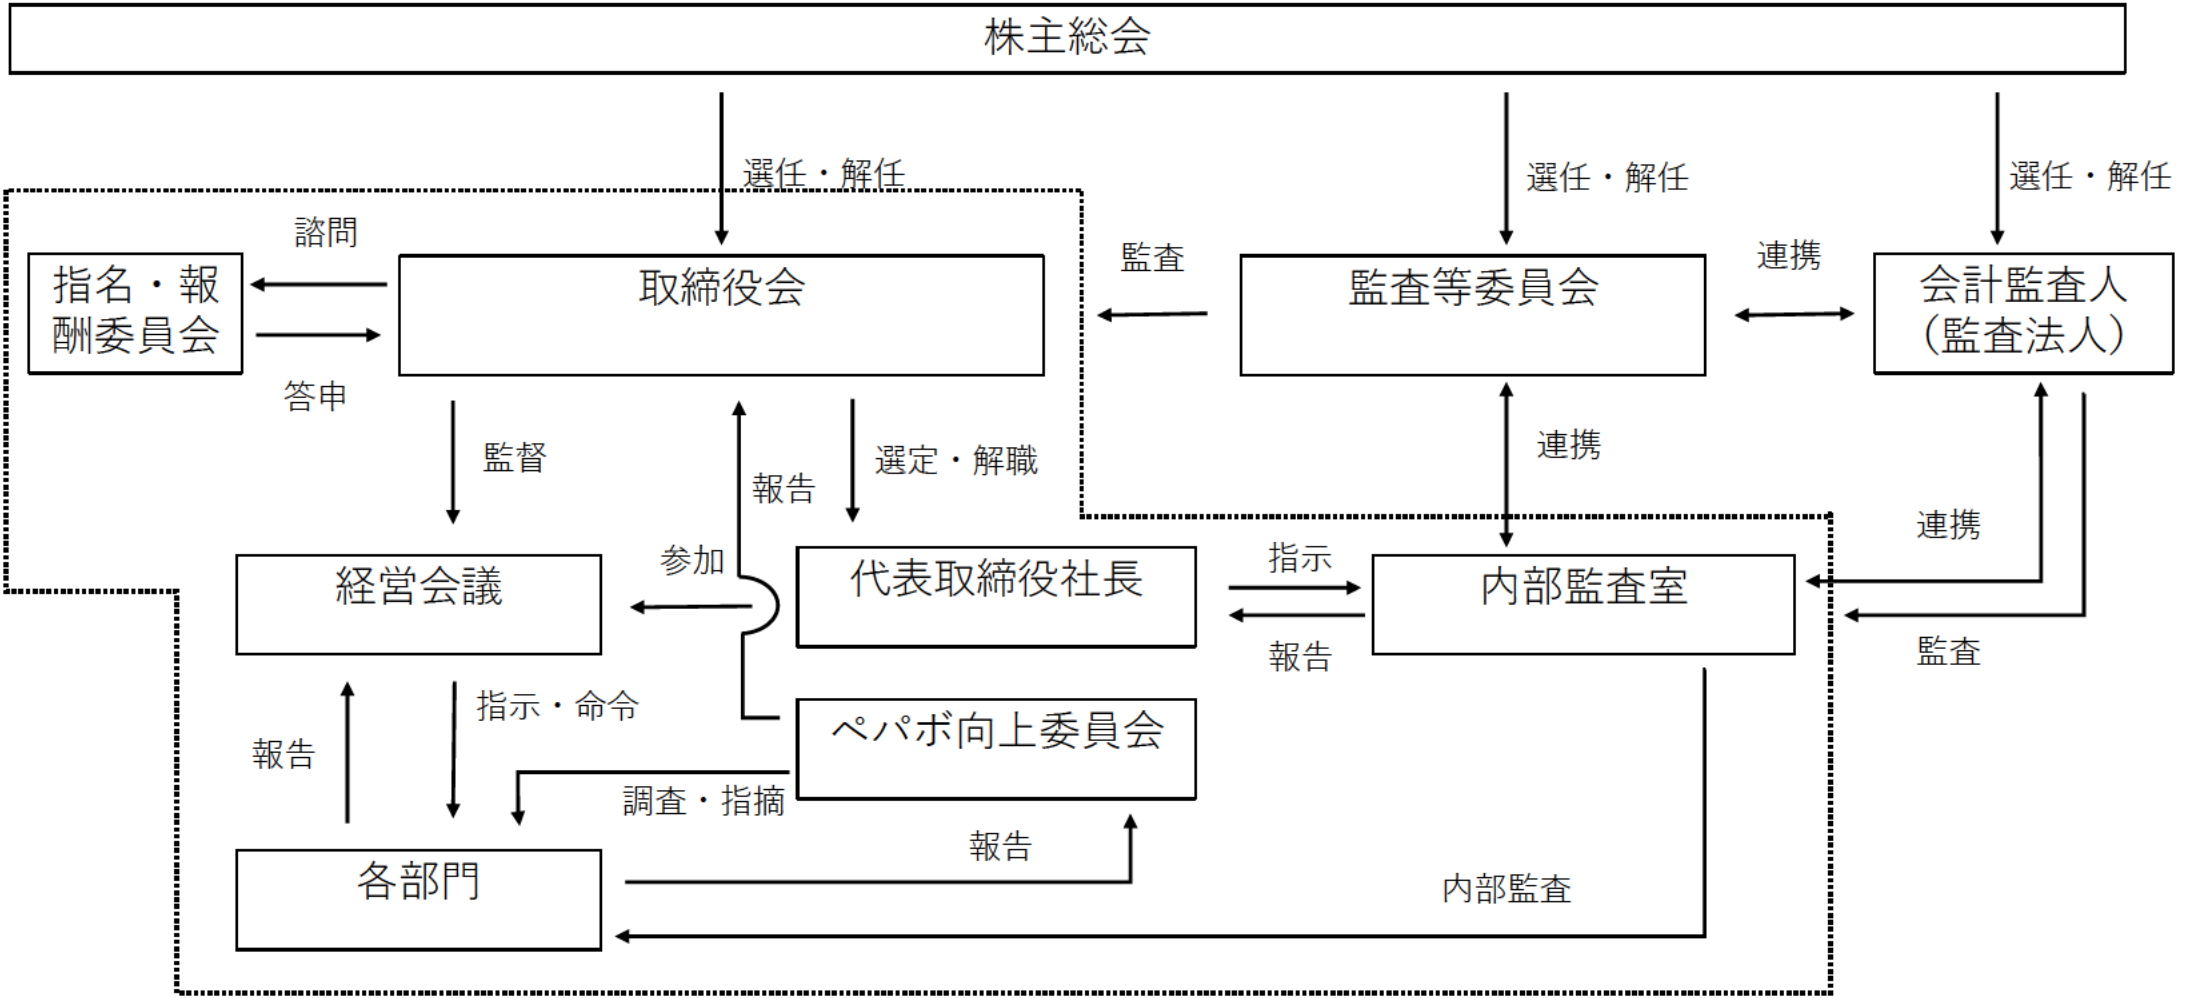 株主総会
選任・解任
選任・解任
選任・解任
諮問
指名・報
酬委員会
答申
取締役会
監査
監査等委員会
連携
会計監査人
（監査法人）
監督
報告
選定・解職
連携
連携
参加
経営会議
代表取締役社長
指示
報告
内部監査室
監査
指示・命令
報告
ペパボ向上委員会
調査・指摘
報告
各部門
内部監査